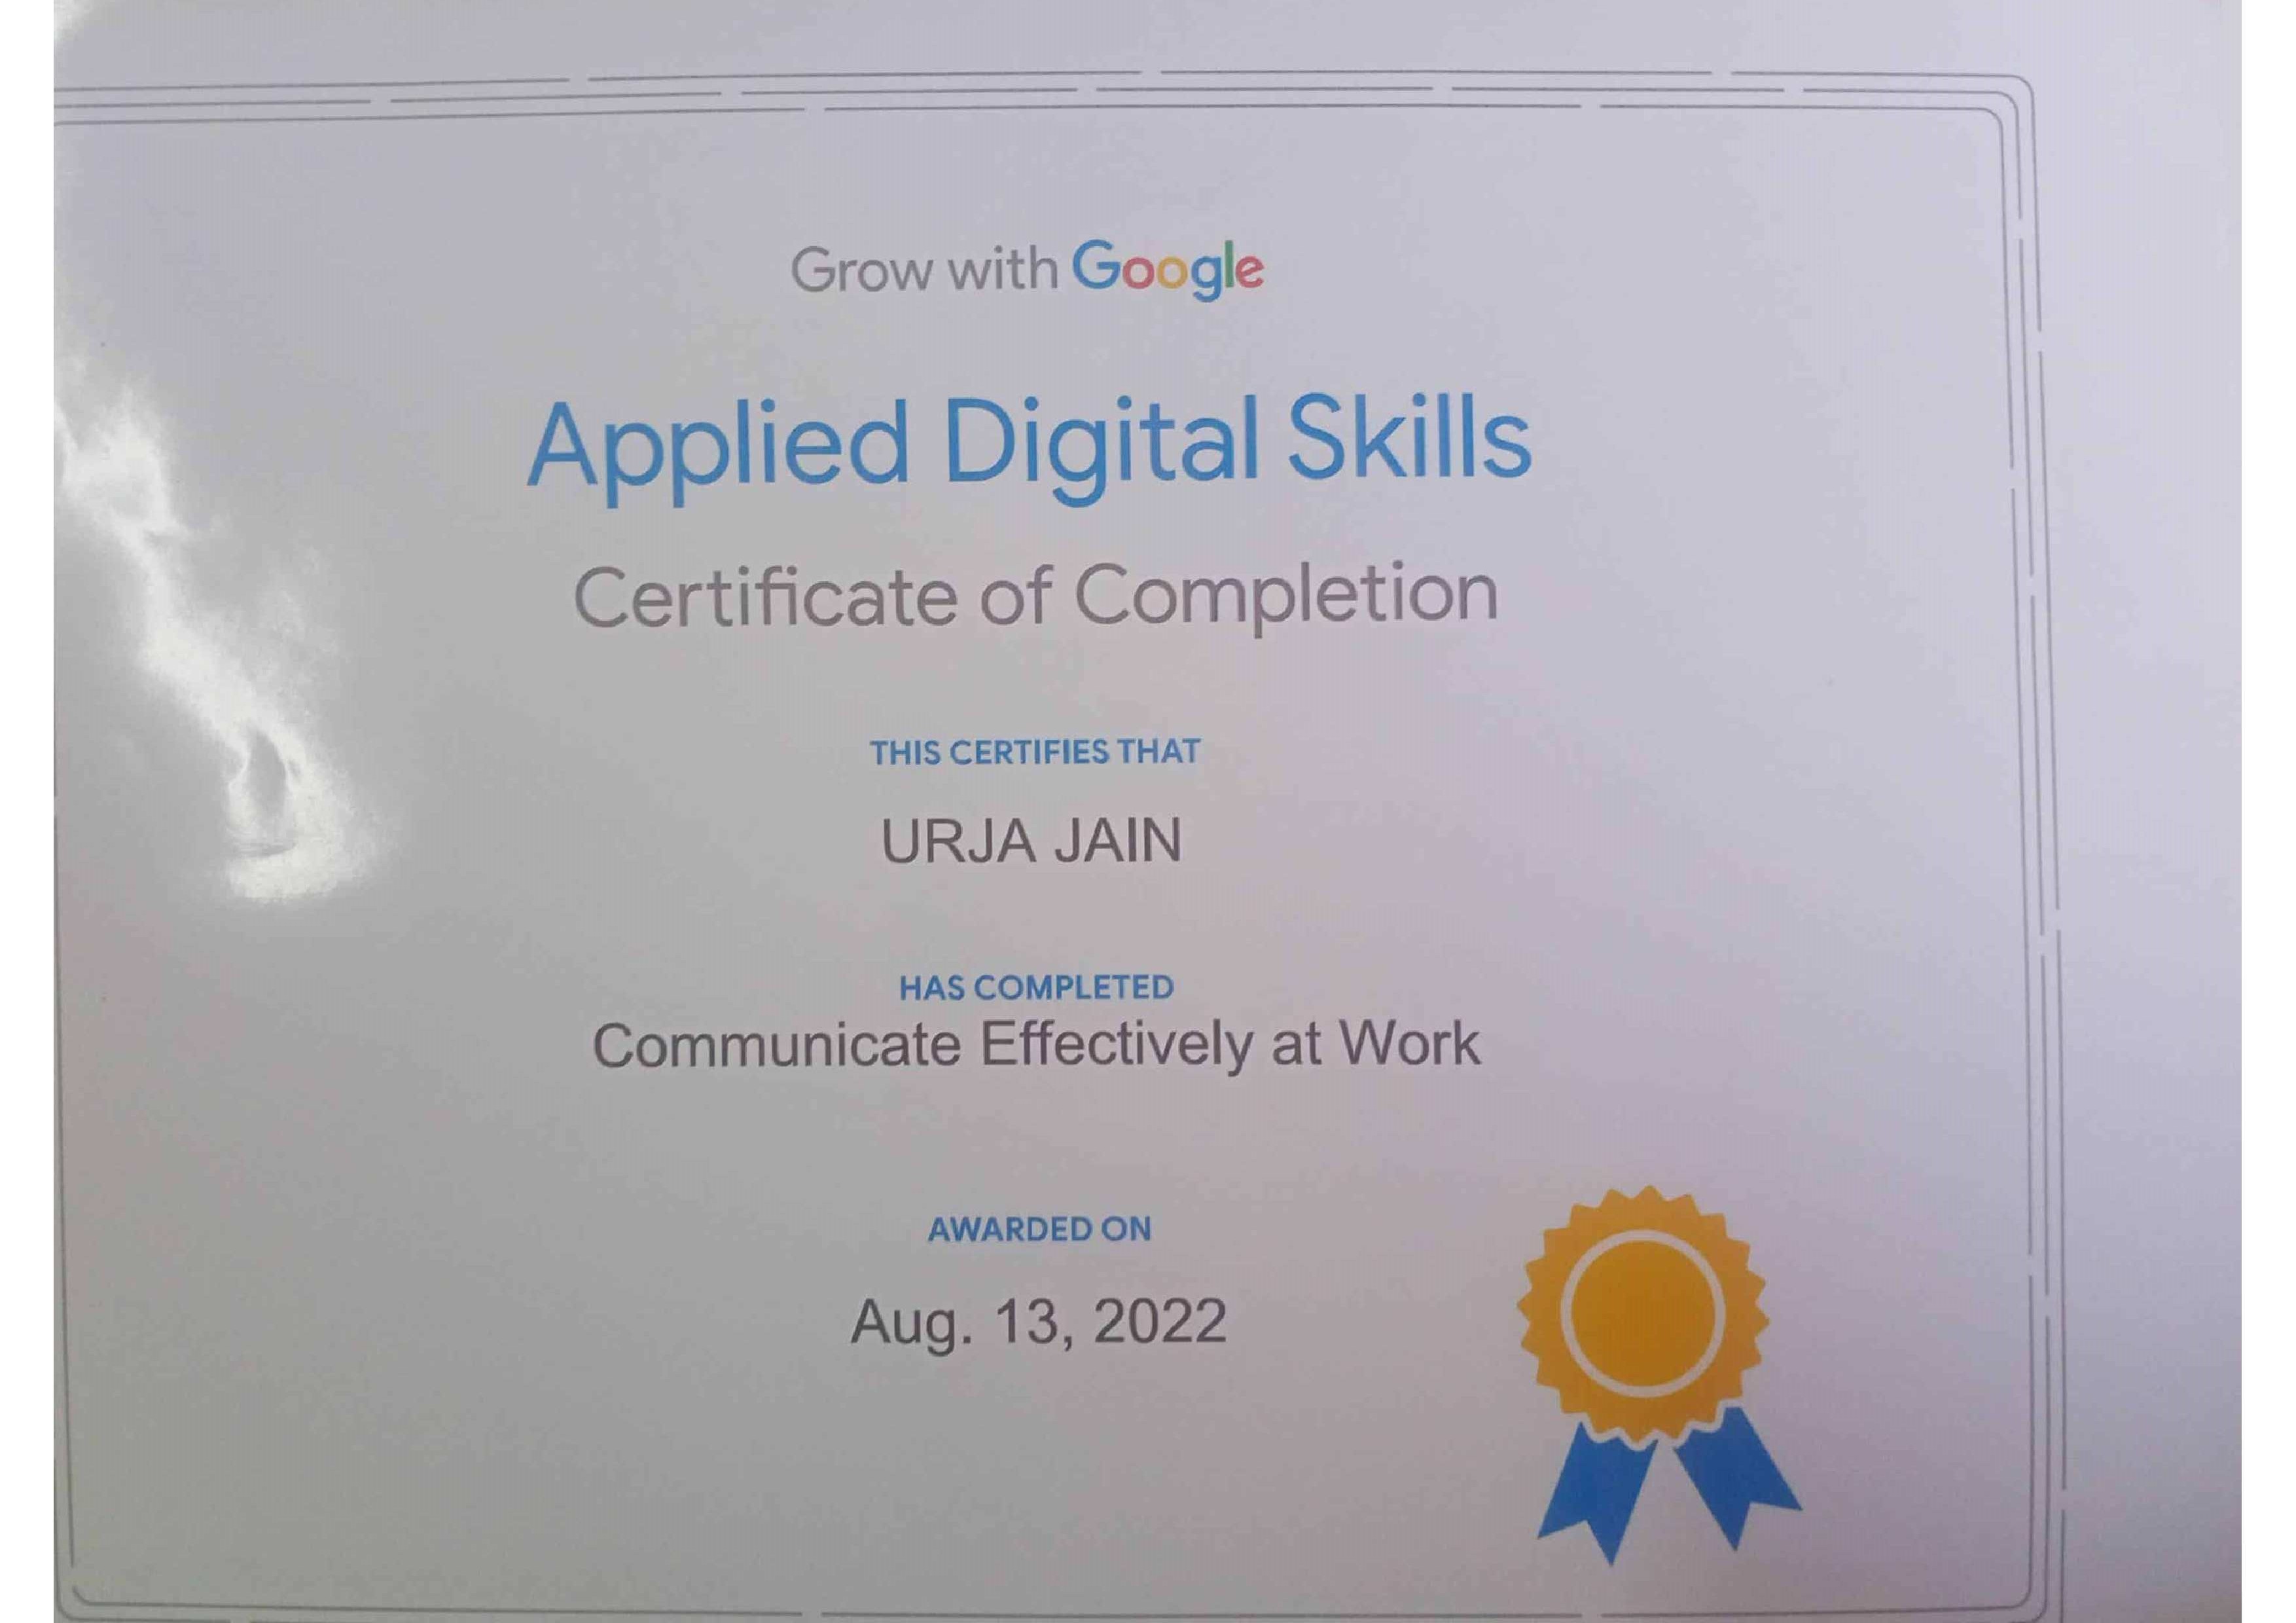 Grow with Google
Applied Digital Skills
Certificate of Completion
THIS CERTIFIES THAT
URJA JAIN
HAS COMPLETED
Communicate Effectively at Work
AWARDED ON
Aug. 13, 2022